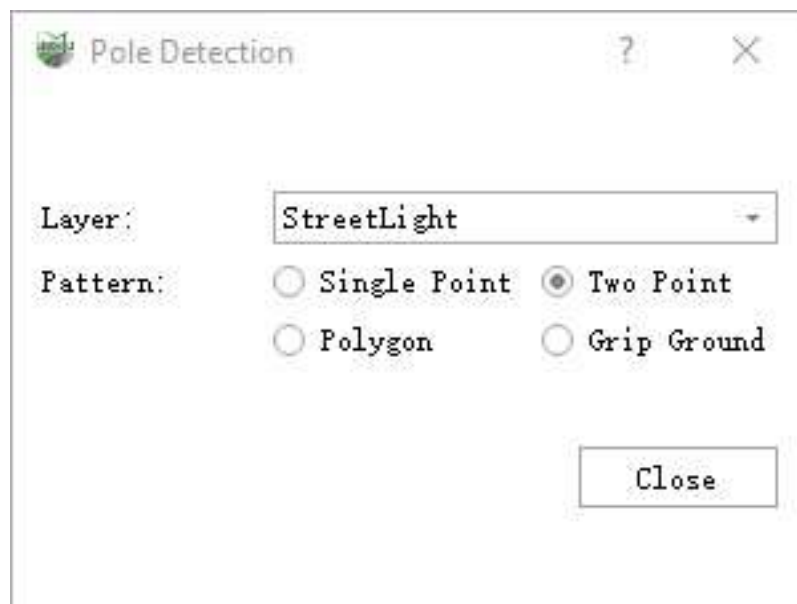 Pole Detection
Layer: StreetLight
Pattern: Single Point Two Point
Polygon Grip Ground
Close